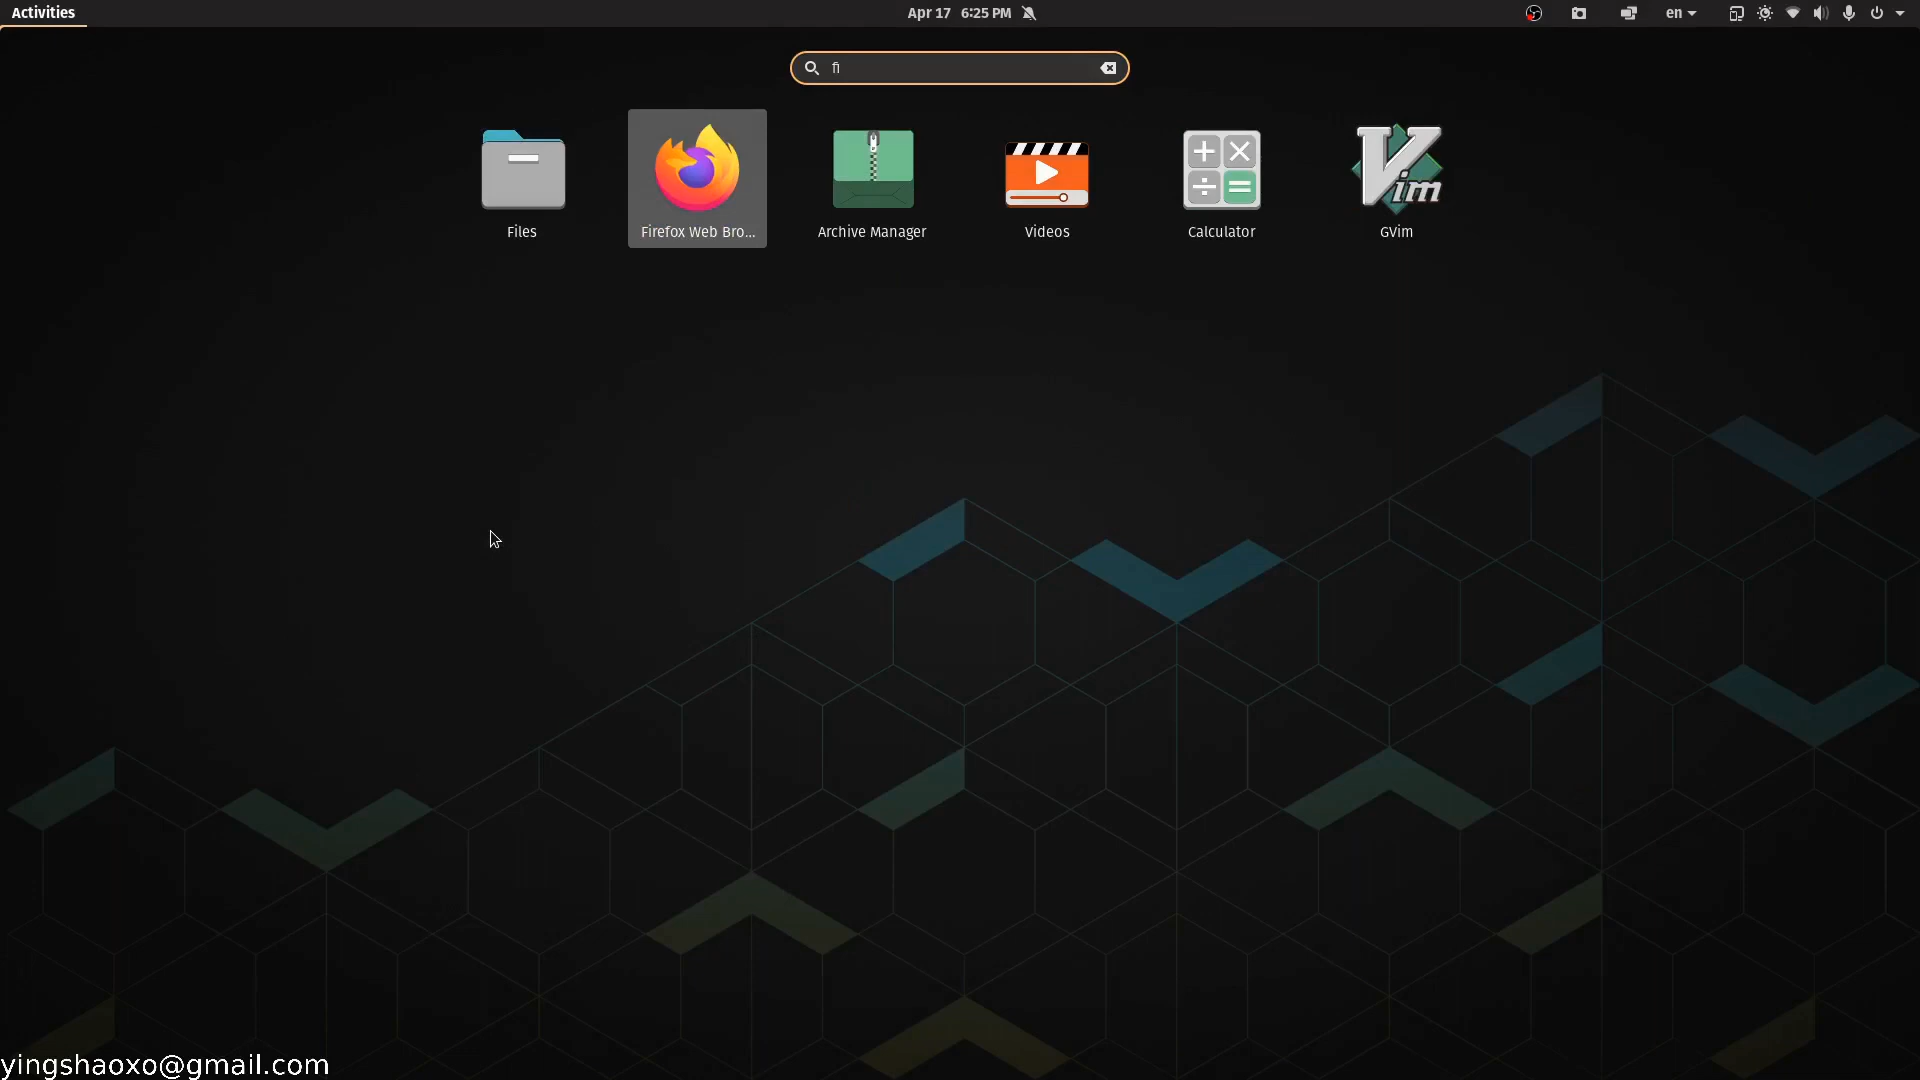 Activities
Apr 17 6:25 PM
en
fi
Files
Firefox Web Bro...
Archive Manager
Videos
Calculator
GVim
Vim
yingshaoxo@gmail.com